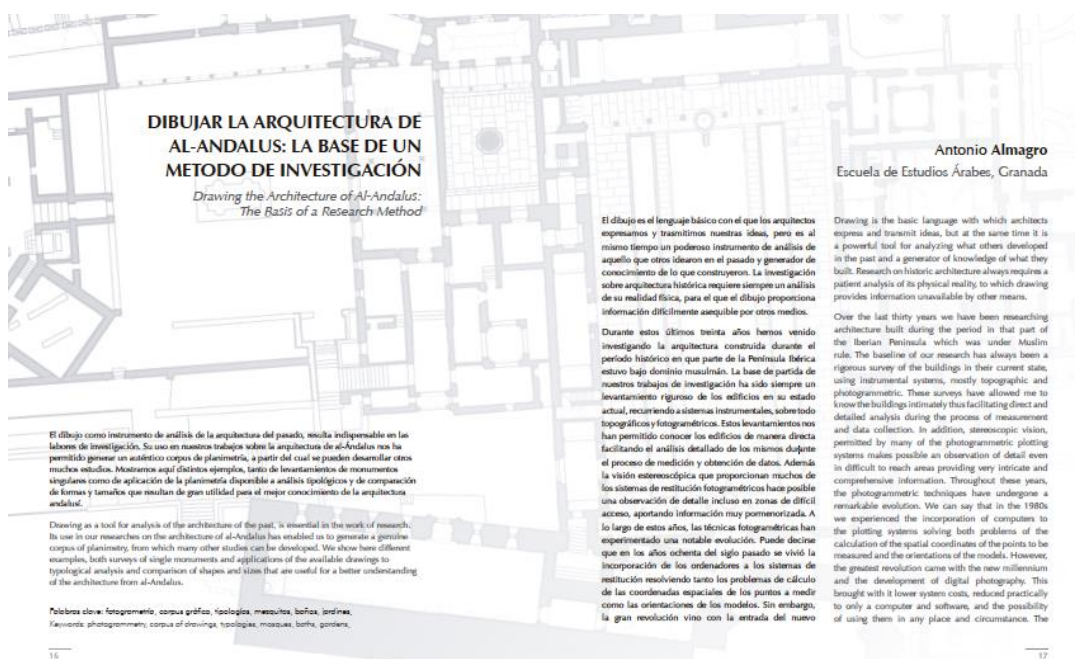 DIBUJAR LA ARQUITECTURA DE
AL-ANDALUS: LA BASE DE UN
METODO DE INVESTIGACIÓN
Drawing the Architecture of Al-Andalus:
The Basis of a Research Method
El dibujo como instrumento de análisis de la arquitectura del pasado, resulta indispensable en las
labores de investigación. Su uso en nuestros trabajos sobre la arquitectura de al-Andalus nos ha
permitido generar un auténtico corpus de planimetría, a partir del cual se pueden desarrollar otros
muchos estudios. Mostramos aquí distintos ejemplos, tanto de levantamientos de monumentos
singulares como de aplicación de la planimetría disponible a análisis tipológicos y de comparación
de formas y tamaños que resultan de gran utilidad para el mejor conocimiento de la arquitectura
andalusí.
Drawing as a tool for analysis of the architecture of the past, is essential in the work of research.
Its use in our researches on the architecture of al-Andalus has enabled us to generate a genuine
corpus of planimetry, from which many other studies can be developed. We show here different
examples, both surveys of single monuments and applications of the available drawings to
typological analysis and comparison of shapes and sizes that are useful for a better understanding
of the architecture from al-Andalus.
Palabras clave: fotogrametría, corpus gráfico, tipologías, mezquitas, baños, jardines,
Keywords: photogrammetry, corpus of drawings, typologies, mosques, baths, gardens,
16
Antonio Almagro
Escuela de Estudios Árabes, Granada
El dibujo es el lenguaje básico con el que los arquitectos
expresamos y trasmitimos nuestras ideas, pero es al
mismo tiempo un poderoso instrumento de análisis de
aquello que otros idearon en el pasado y generador de
conocimiento de lo que construyeron. La investigación
sobre arquitectura histórica requiere siempre un análisis
de su realidad física, para el que el dibujo proporciona
información difícilmente asequible por otros medios.
Durante estos últimos treinta años hemos venido
investigando la arquitectura construida durante el
período histórico en que parte de la Península Ibérica
estuvo bajo dominio musulmán. La base de partida de
nuestros trabajos de investigación ha sido siempre un
levantamiento riguroso de los edificios en su estado
actual, recurriendo a sistemas instrumentales, sobre todo
topográficos y fotogramétricos. Estos levantamientos nos
han permitido conocer los edificios de manera directa
facilitando el análisis detallado de los mismos durante
el proceso de medición y obtención de datos. Además
la visión estereoscópica que proporcionan muchos de
los sistemas de restitución fotogramétricos hace posible
una observación de detalle incluso en zonas de difícil
acceso, aportando información muy pormenorizada. A
lo largo de estos años, las técnicas fotogramétricas han
experimentado una notable evolución. Puede decirse
que en los años ochenta del siglo pasado se vivió la
incorporación de los ordenadores a los sistemas de
restitución resolviendo tanto los problemas de cálculo
de las coordenadas espaciales de los puntos a medir
como las orientaciones de los modelos. Sin embargo,
la gran revolución vino con la entrada del nuevo
Drawing is the basic language with which architects
express and transmit ideas, but at the same time it is
a powerful tool for analyzing what others developed
in the past and a generator of knowledge of what they
built. Research on historic architecture always requires a
patient analysis of its physical reality, to which drawing
provides information unavailable by other means.
Over the last thirty years we have been researching
architecture built during the period in that part of
the Iberian Peninsula which was under Muslim
rule. The baseline of our research has always been a
rigorous survey of the buildings in their current state,
using instrumental systems, mostly topographic and
photogrammetric. These surveys have allowed me to
know the buildings intimately thus facilitating direct and
detailed analysis during the process of measurement
and data collection. In addition, stereoscopic vision,
permitted by many of the photogrammetric plotting
systems makes possible an observation of detail even
in difficult to reach areas providing very intricate and
comprehensive information. Throughout these years,
the photogrammetric techniques have undergone a
remarkable evolution. We can say that in the 1980s
we experienced the incorporation of computers to
the plotting systems solving both problems of the
calculation of the spatial coordinates of the points to be
measured and the orientations of the models. However,
the greatest revolution came with the new millennium
and the development of digital photography. This
brought with it lower system costs, reduced practically
to only a computer and software, and the possibility
of using them in any place and circumstance. The
17